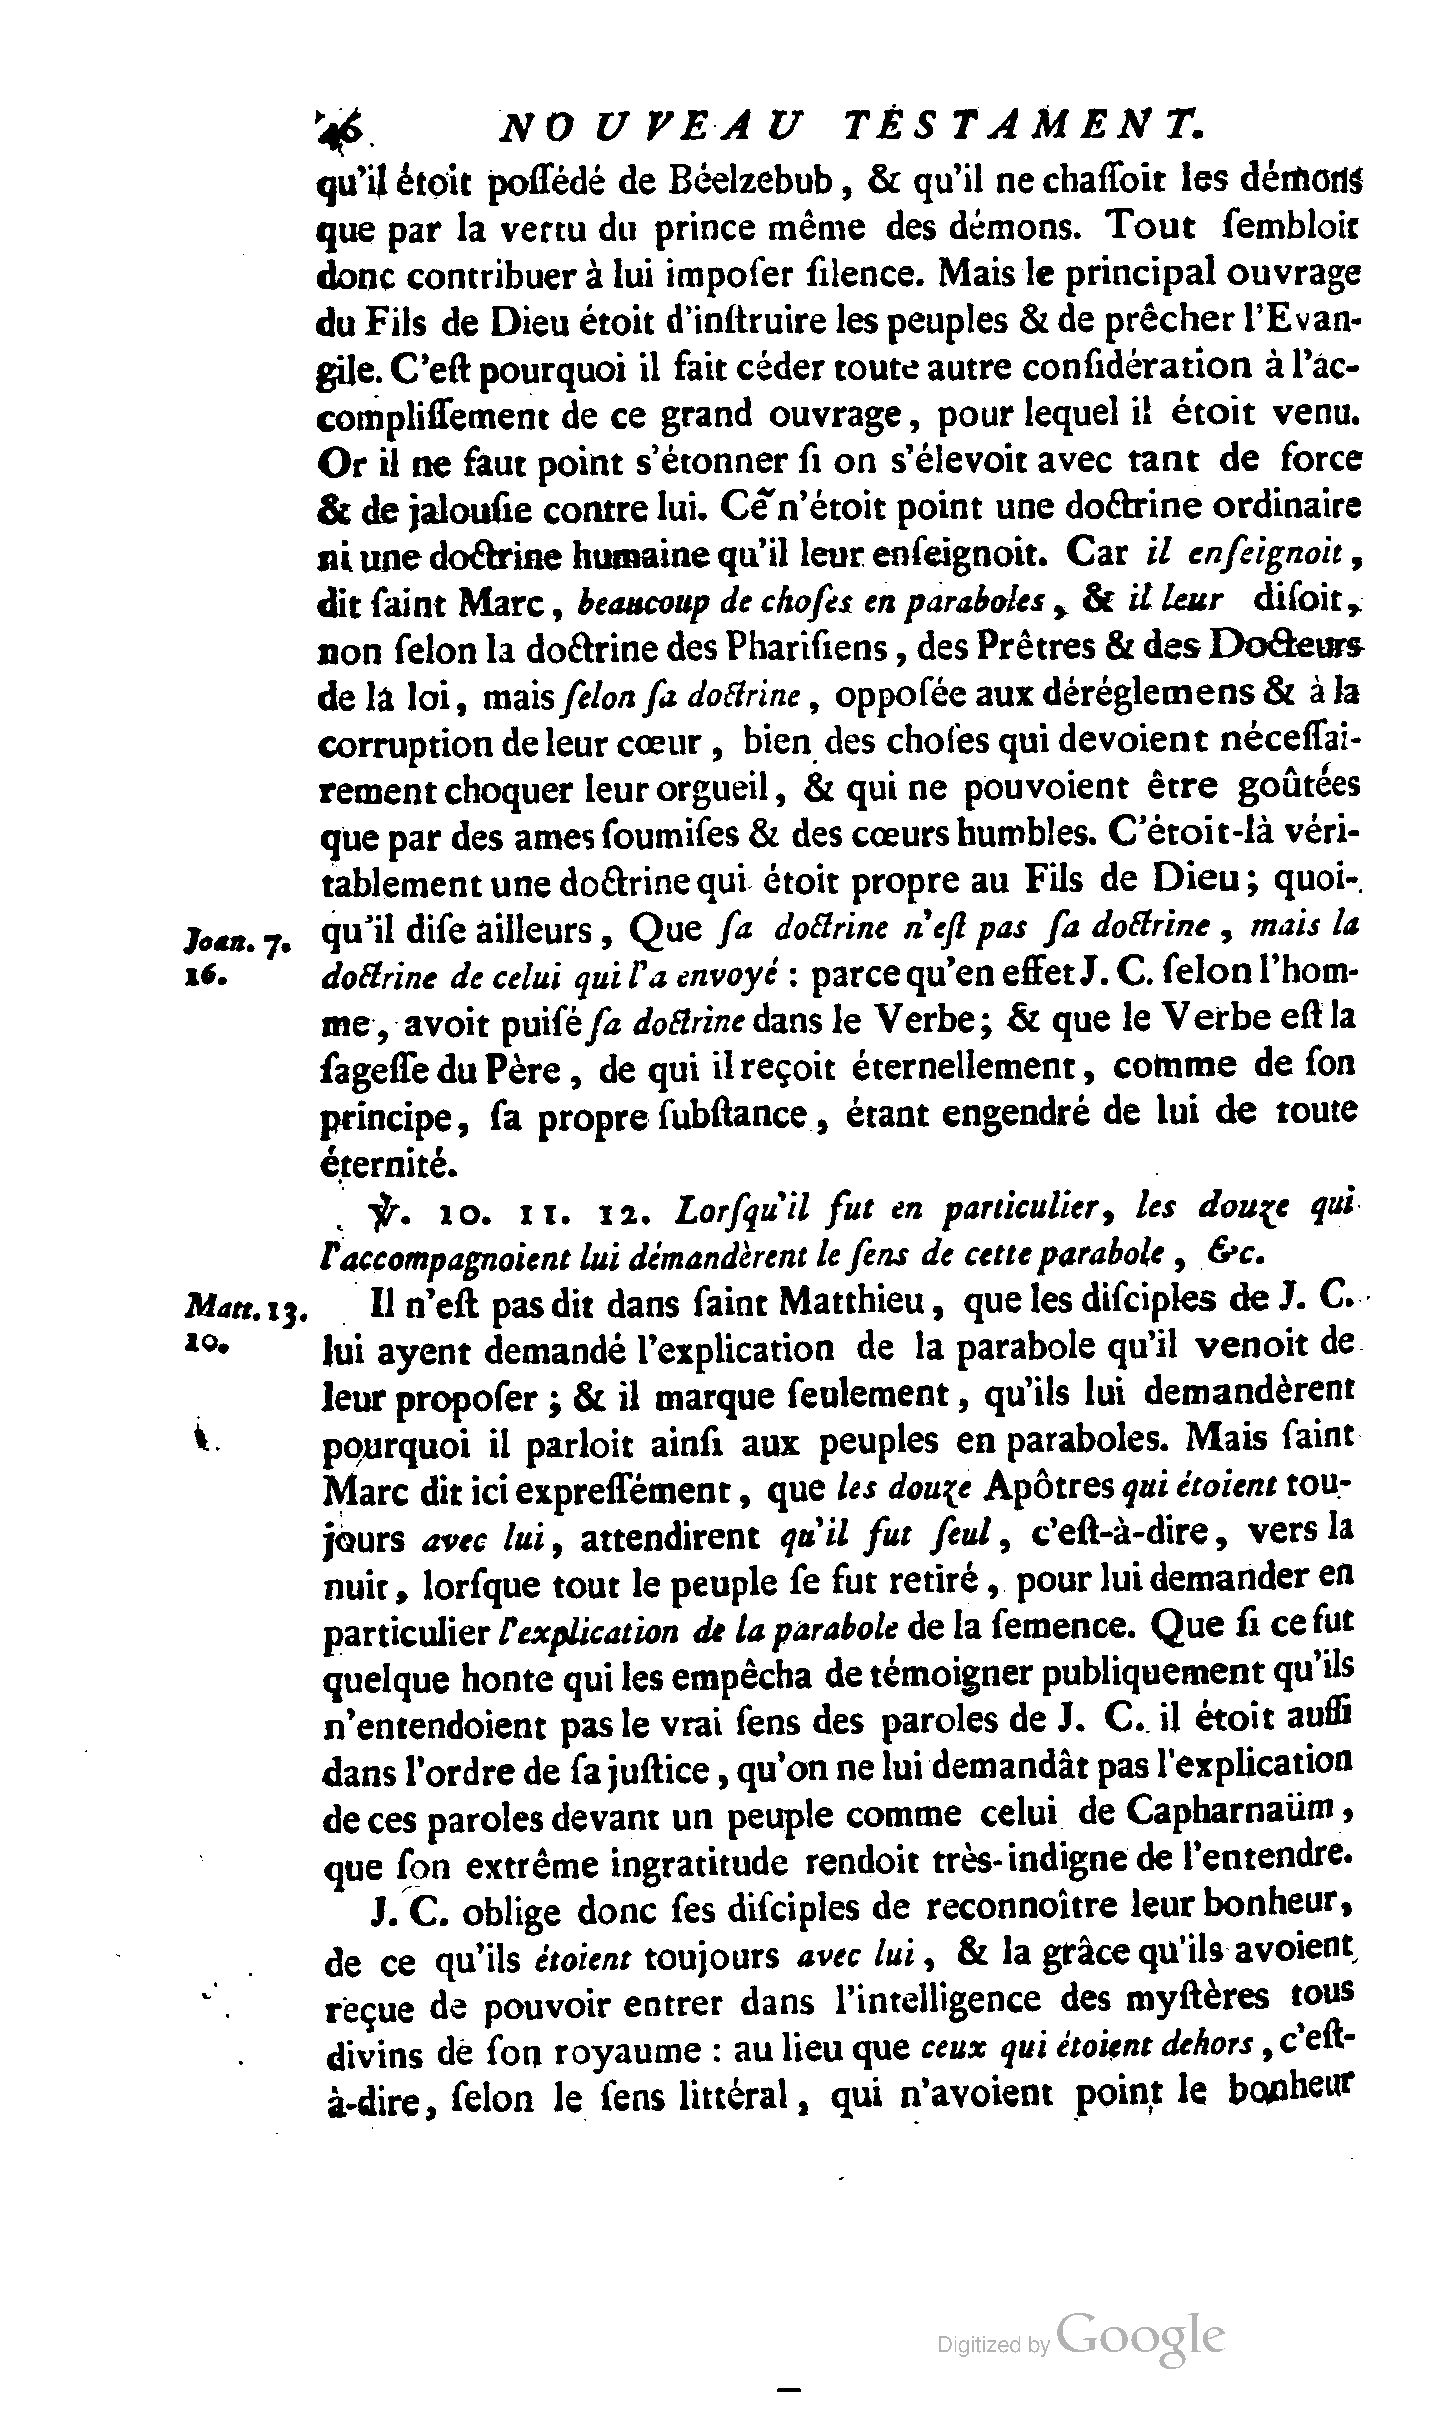 46 NOUVEAU TESTAMENT.
qu'il étoit poſſédé de Béelzebub, & qu'il ne chaſſoit les démons
que par la vertu du prince même des démons. Tout ſembloit
donc contribuer à lui impoſer ſilence. Mais le principal ouvrage
du Fils de Dieu étoit d'inſtruire les peuples & de prêcher l'Evan-
gile. C'eſt pourquoi il fait céder toute autre conſidération à l'ac-
compliſſement de ce grand ouvrage, pour lequel il étoit venu.
Or il ne faut point s'étonner ſi on s'élevoit avec tant de force
& de jalouſie contre lui. Ce n'étoit point une doctrine ordinaire
ni une doctrine humaine qu'il leur enſeignoit. Car il enſeignoit,
dit ſaint Marc, beaucoup de choſes en paraboles, & il leur diſoit,
non ſelon la doctrine des Phariſiens, des Prêtres & des Docteurs
de la loi, mais ſelon ſa doctrine, oppoſée aux déréglemens & à la
corruption de leur cœur, bien des choſes qui devoient néceſſai-
rement choquer leur orgueil, & qui ne pouvoient être goûtées
que par des ames ſoumiſes & des cœurs humbles. C'étoit-là véri-
tablement une doctrine qui étoit propre au Fils de Dieu; quoi-
Joan. 7. qu'il diſe ailleurs, Que ſa doctrine n'eſt pas ſa doctrine, mais la
16. doctrine de celui qui l'a envoyé : parce qu'en effet J. C. ſelon l'hom-
me, avoit puiſé ſa doctrine dans le Verbe; & que le Verbe eſt la
ſageſſe du Père, de qui il reçoit éternellement, comme de ſon
principe, ſa propre ſubſtance, étant engendré de lui de toute
éternité.
℣. 10. 11. 12. Lorſqu'il fut en particulier, les douze qui
l'accompagnoient lui démandèrent le ſens de cette parabole, &c.
Matt. 13. Il n'eſt pas dit dans ſaint Matthieu, que les diſciples de J. C.
10. lui ayent demandé l'explication de la parabole qu'il venoit de
leur propoſer ; & il marque ſeulement, qu'ils lui demandèrent
pourquoi il parloit ainſi aux peuples en paraboles. Mais ſaint
Marc dit ici expreſſément, que les douze Apôtres qui étoient tou-
jours avec lui, attendirent qu'il fut ſeul, c'eſt-à-dire, vers la
nuit, lorſque tout le peuple ſe fut retiré, pour lui demander en
particulier l'explication de la parabole de la ſemence. Que ſi ce fut
quelque honte qui les empêcha de témoigner publiquement qu'ils
n'entendoient pas le vrai ſens des paroles de J. C. il étoit auſſi
dans l'ordre de ſa juſtice, qu'on ne lui demandât pas l'explication
de ces paroles devant un peuple comme celui de Capharnaüm,
que ſon extrême ingratitude rendoit très-indigne de l'entendre.
J. C. oblige donc ſes diſciples de reconnoître leur bonheur,
de ce qu'ils étoient toujours avec lui, & la grâce qu'ils avoient
reçue de pouvoir entrer dans l'intelligence des myſtères tous
divins de ſon royaume : au lieu que ceux qui étoient dehors, c'eſt-
à-dire, ſelon le ſens littéral, qui n'avoient point le bonheur
Digitized by Google